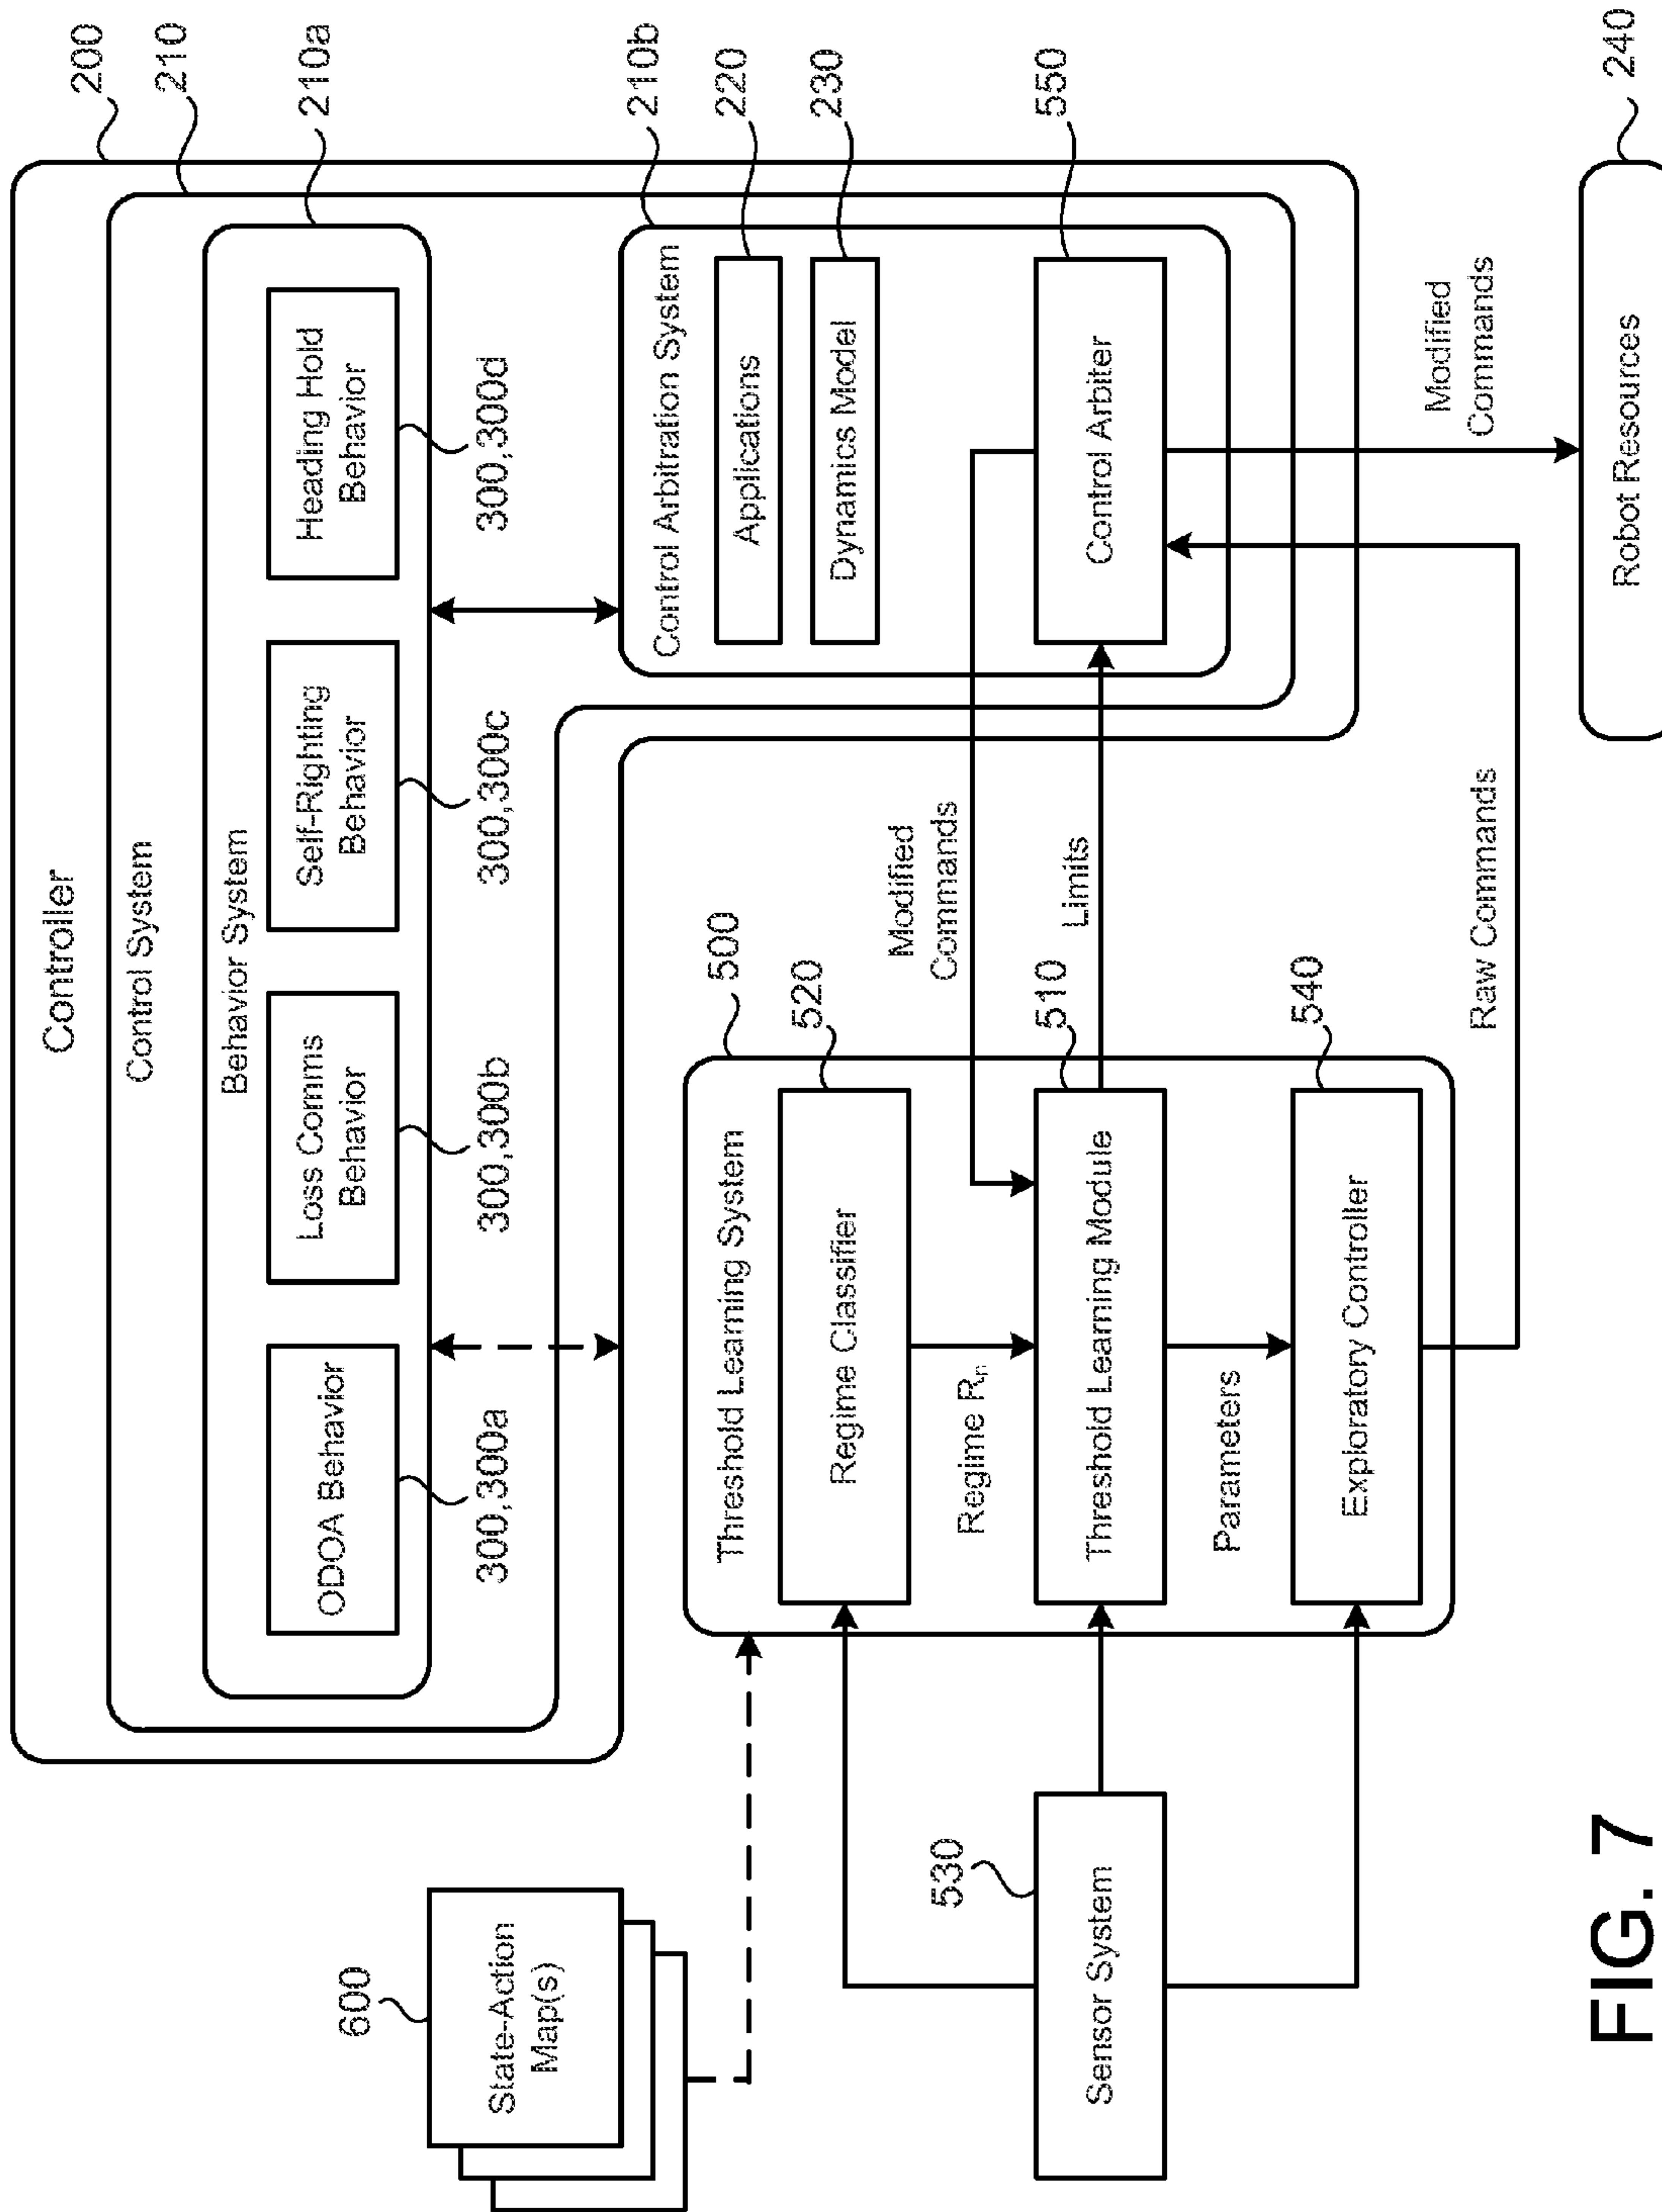 Controller
200
Control System
210
Behavior System
210a
ODOA Behavior
Loss Comms
Behavior
Self-Righting
Behavior
Heading Hold
Behavior
300,300a
300,300b
300,300c
300,300d
Control Arbitration System
210b
Applications
220
Dynamics Model
230
Control Arbiter
550
600
State-Action
Map(s)
Threshold Learning System
500
Regime Classifier
520
Regime Rn
Threshold Learning Module
510
Parameters
Exploratory Controller
540
Modified
Commands
Limits
Raw Commands
Modified
Commands
530
Sensor System
Robot Resources
240
FIG. 7